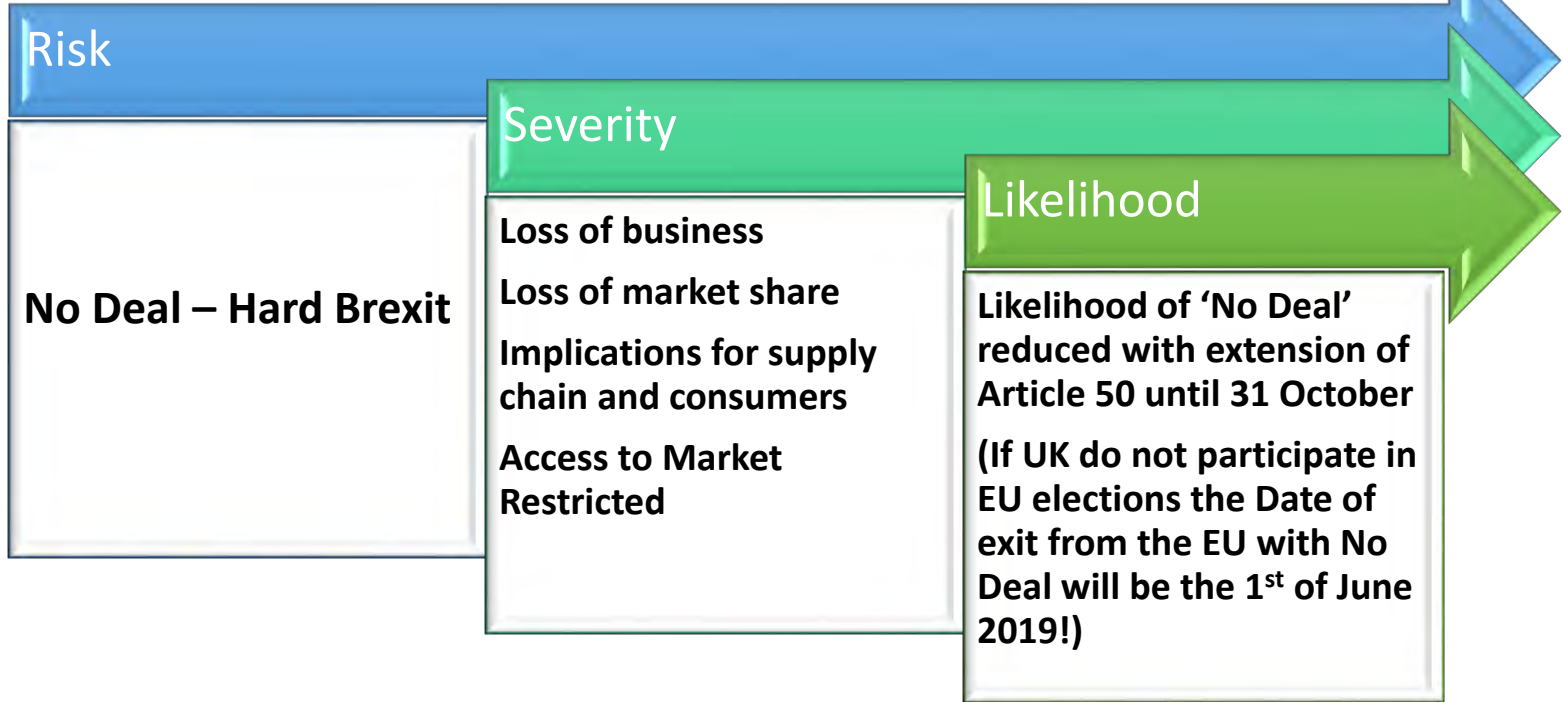 Risk
No Deal – Hard Brexit
Severity
Loss of business
Loss of market share
Implications for supply
chain and consumers
Access to Market
Restricted
Likelihood
Likelihood of ‘No Deal’
reduced with extension of
Article 50 until 31 October
(If UK do not participate in
EU elections the Date of
exit from the EU with No
Deal will be the 1st of June
2019!)